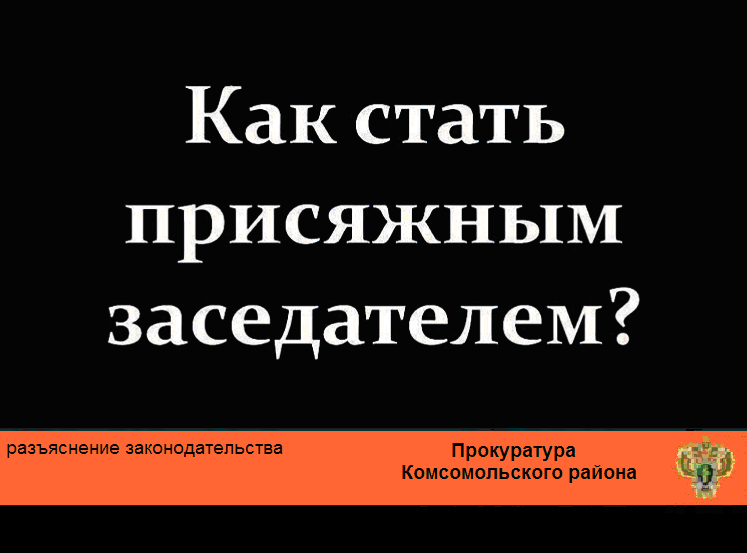 Как стать
присяжным
заседателем?
разъяснение законодательства
Прокуратура
Комсомольского района